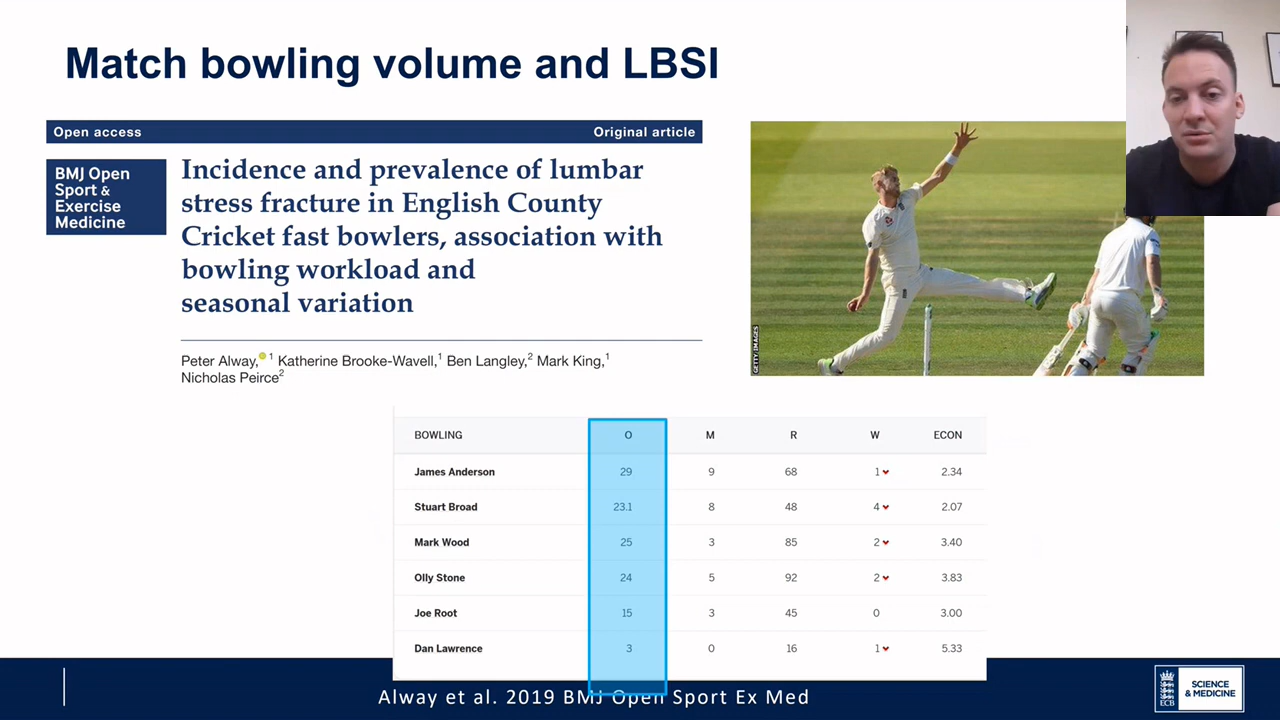 Match bowling volume and LBSI
Open access Original article
BMJ Open
Sport &
Exercise
Medicine
Incidence and prevalence of lumbar
stress fracture in English County
Cricket fast bowlers, association with
bowling workload and
seasonal variation
Peter Alway,1 Katherine Brooke-Wavell,1 Ben Langley,2 Mark King,1
Nicholas Peirce2
GETTY IMAGES
BOWLING O M R W ECON
James Anderson 29 9 68 1 2.34
Stuart Broad 23.1 8 48 4 2.07
Mark Wood 25 3 85 2 3.40
Olly Stone 24 5 92 2 3.83
Joe Root 15 3 45 0 3.00
Dan Lawrence 3 0 16 1 5.33
Alway et al. 2019 BMJ Open Sport Ex Med
ECB
SCIENCE
& MEDICINE